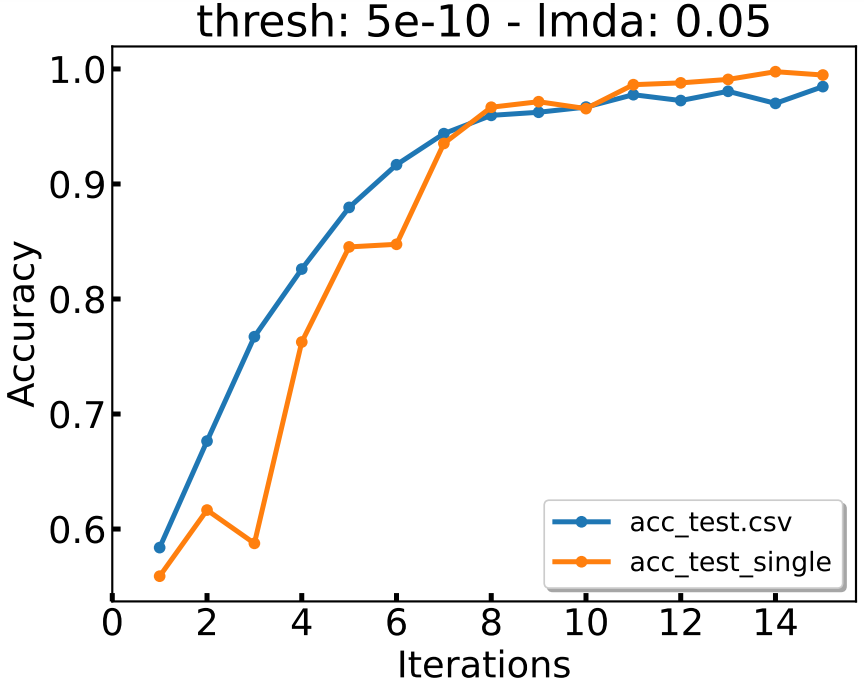 thresh: 5e-10 - lmda: 0.05
1.0
0.9
0.8
0.7
0.6
Accuracy
acc_test.csv
acc_test_single
0 2 4 6 8 10 12 14
Iterations